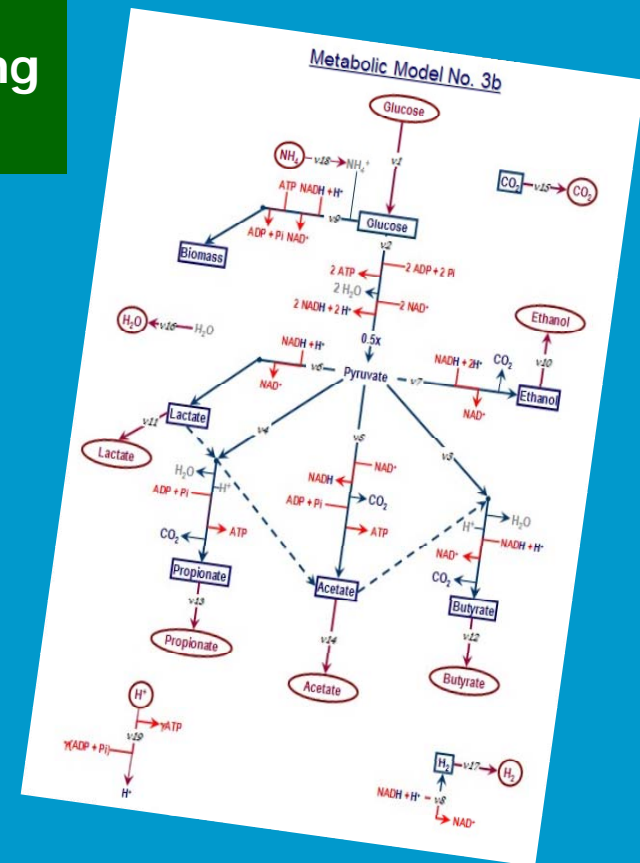 ng
Metabolic Model No. 3b
Glucose
v1
NH₄ v18 NH₄⁺
CO₂ v15 CO₂
ATP NADH + H⁺
v9
Glucose
ADP + Pi NAD⁺
v2
Biomass
2 ATP 2 ADP + 2 Pi
2 H₂O
2 NADH + 2 H⁺ 2 NAD⁺
Ethanol
H₂O v16 H₂O
0.5x
NADH + H⁺
v6
NAD⁺
Pyruvate
v7
NADH + 2H⁺ CO₂
v10
NAD⁺
Ethanol
Lactate
v11
Lactate
v4
v5
v3
H₂O
H⁺
ADP + Pi
ATP
CO₂
NAD⁺
NADH
CO₂
ADP + Pi
ATP
H₂O
H⁺
NADH + H⁺
NAD⁺
CO₂
Propionate
Acetate
Butyrate
v13
v14
v12
Propionate
Acetate
Butyrate
H⁺
γATP
v19
γ(ADP + Pi)
H⁺
H₂ v17 H₂
NADH + H⁺ v8
NAD⁺